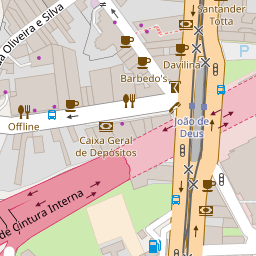 a Oliveira e Silva
Santander
Totta
Davilina
Barbedo's
Offline
João de
Deus
Caixa Geral
de Depósitos
de Cintura Interna